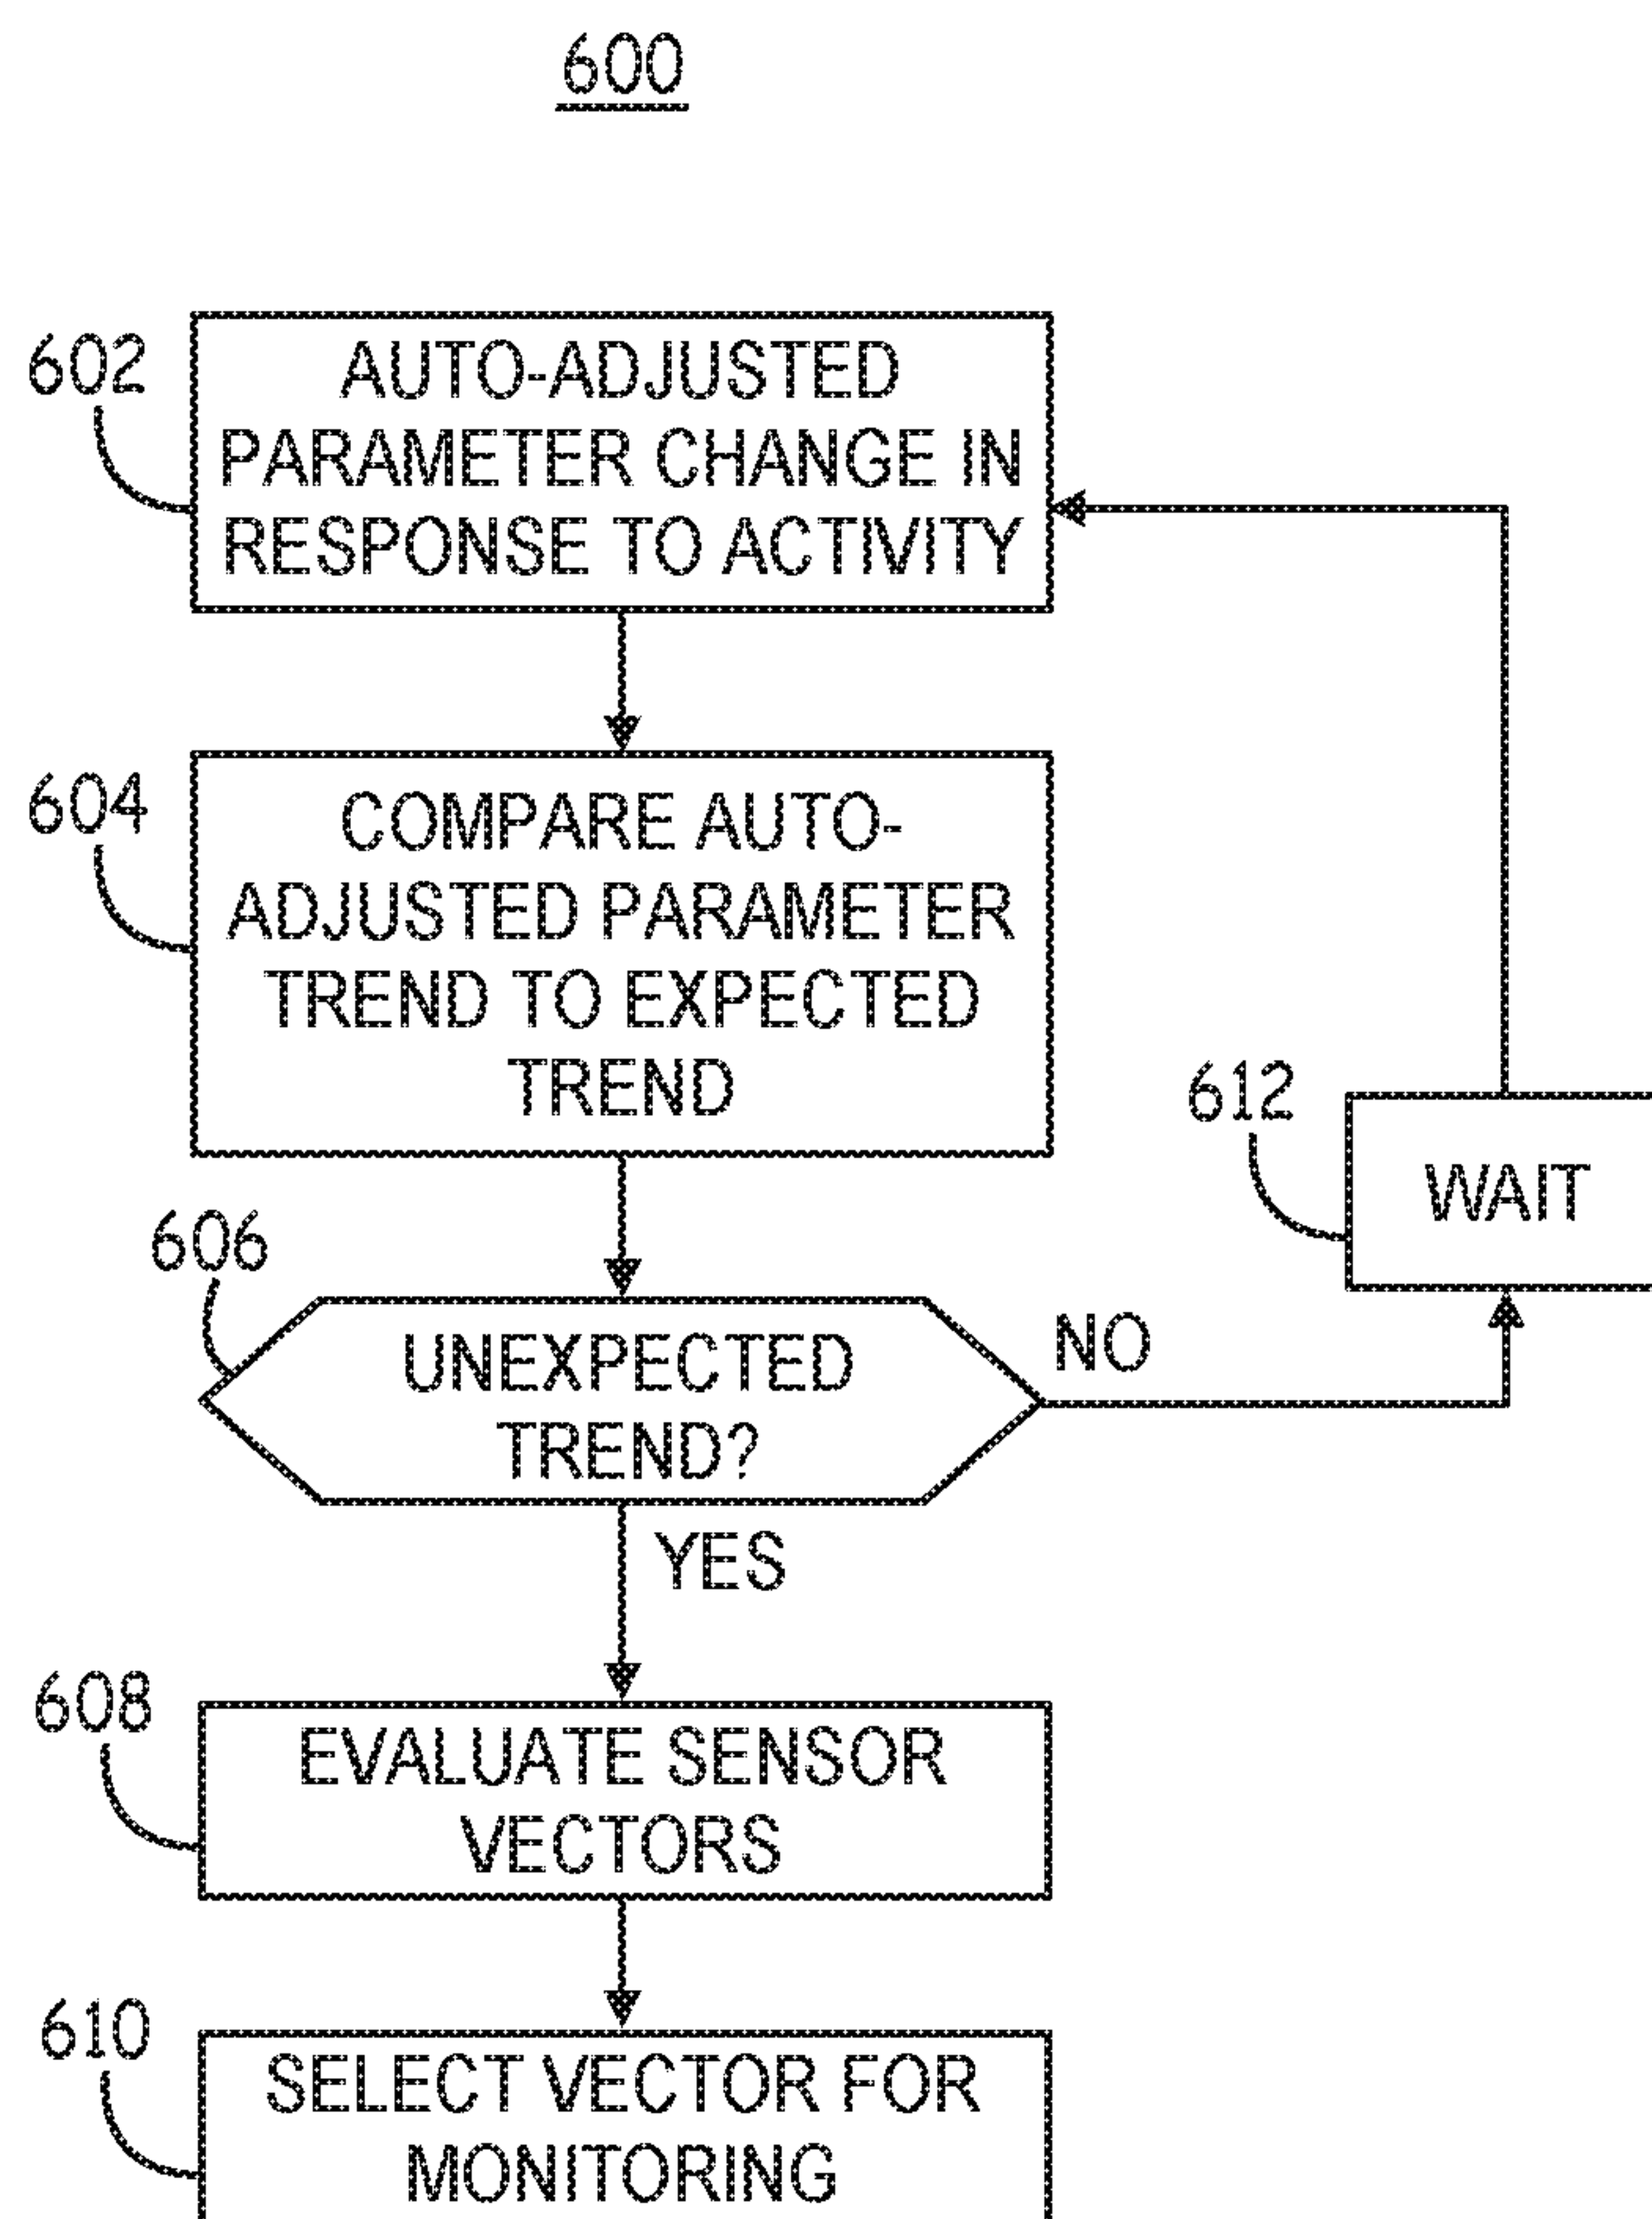 600
602
AUTO-ADJUSTED
PARAMETER CHANGE IN
RESPONSE TO ACTIVITY
604
COMPARE AUTO-
ADJUSTED PARAMETER
TREND TO EXPECTED
TREND
612
WAIT
606
UNEXPECTED
TREND?
NO
YES
608
EVALUATE SENSOR
VECTORS
610
SELECT VECTOR FOR
MONITORING